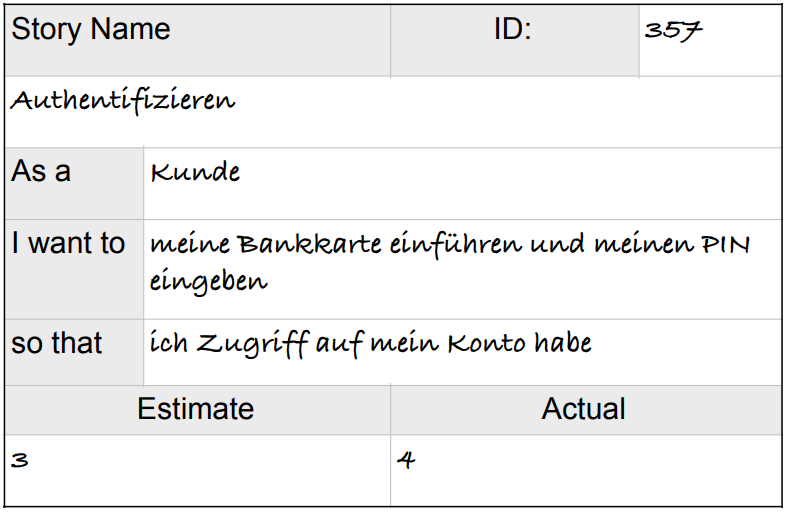 Story Name ID: 357
Authentifizieren
As a Kunde
I want to meine Bankkarte einführen und meinen PIN
eingeben
so that ich Zugriff auf mein Konto habe
Estimate Actual
3 4